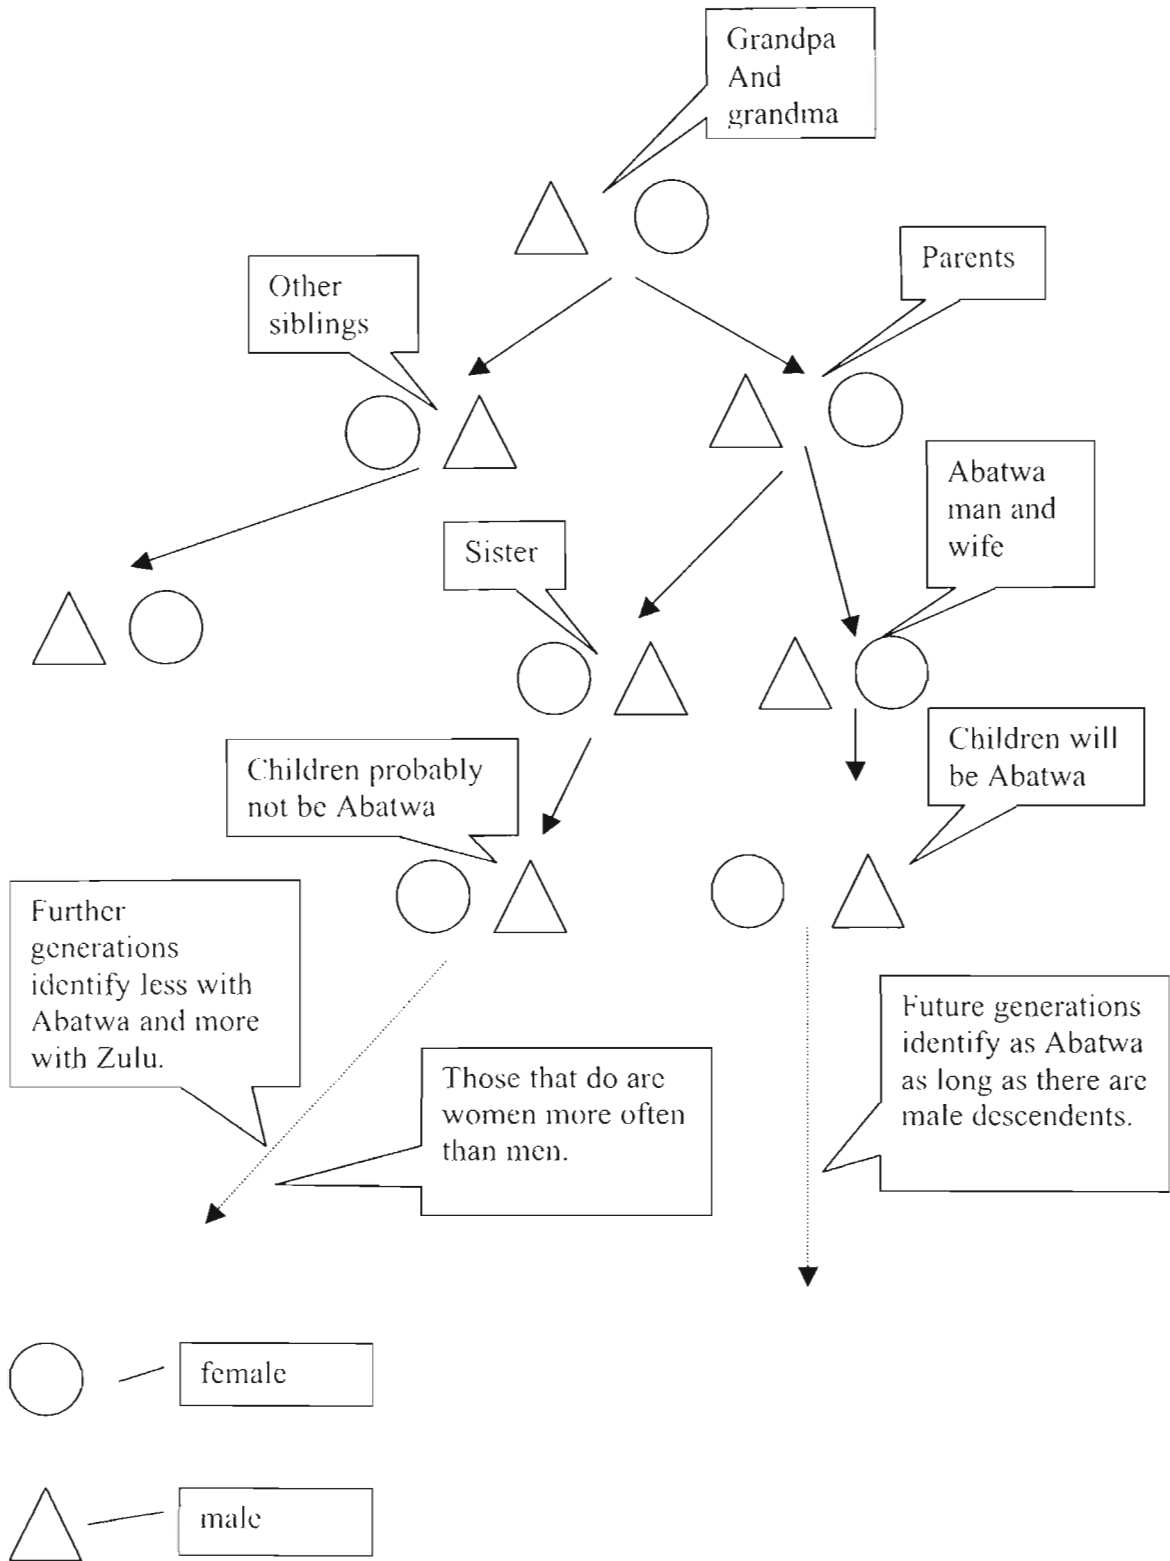 Grandpa
And
grandma
Parents
Other
siblings
Abatwa
man and
wife
Sister
Children will
be Abatwa
Children probably
not be Abatwa
Further
generations
identify less with
Abatwa and more
with Zulu.
Future generations
identify as Abatwa
as long as there are
male descendents.
Those that do are
women more often
than men.
female
male